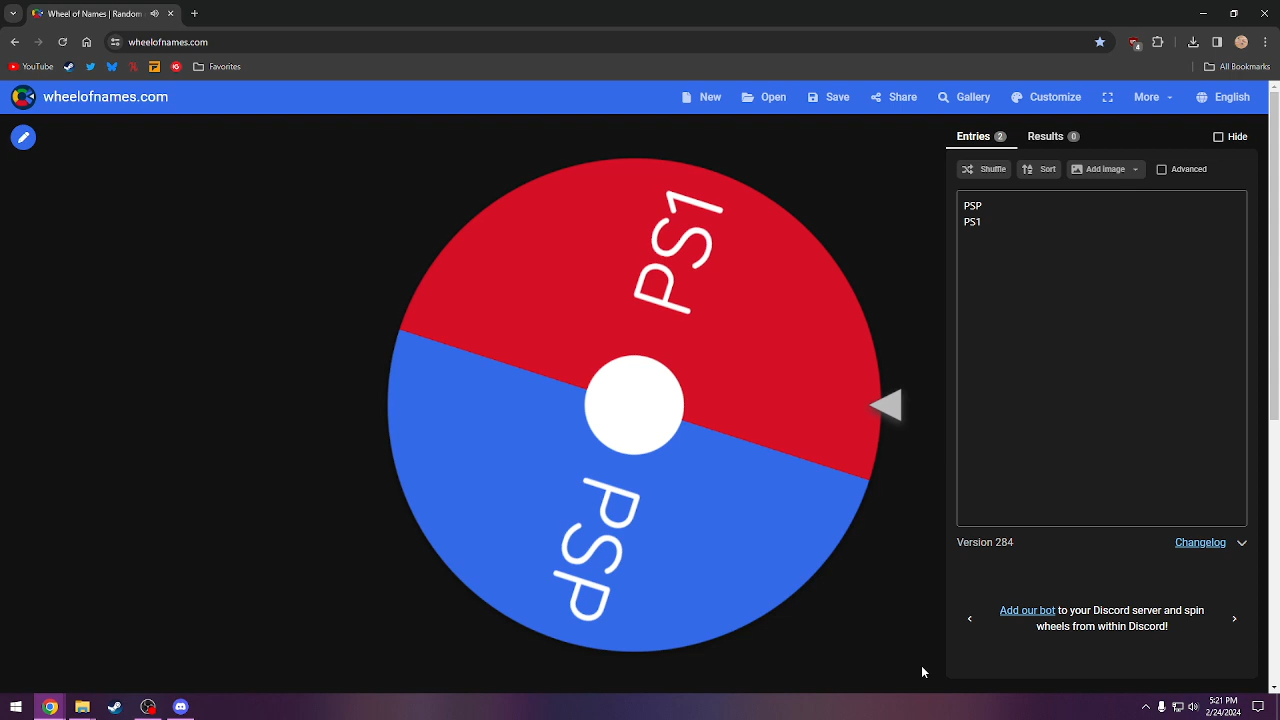 Wheel of Names | Random
wheelofnames.com
4
YouTube
Favorites
All Bookmarks
wheelofnames.com
New
Open
Save
Share
Gallery
Customize
More
English
Entries 2
Results 0
Hide
Shuffle
Sort
Add image
Advanced
PSP
PS1
PS1
PSP
Version 284
Changelog
Add our bot to your Discord server and spin
wheels from within Discord!
5:21 PM
2/24/2024